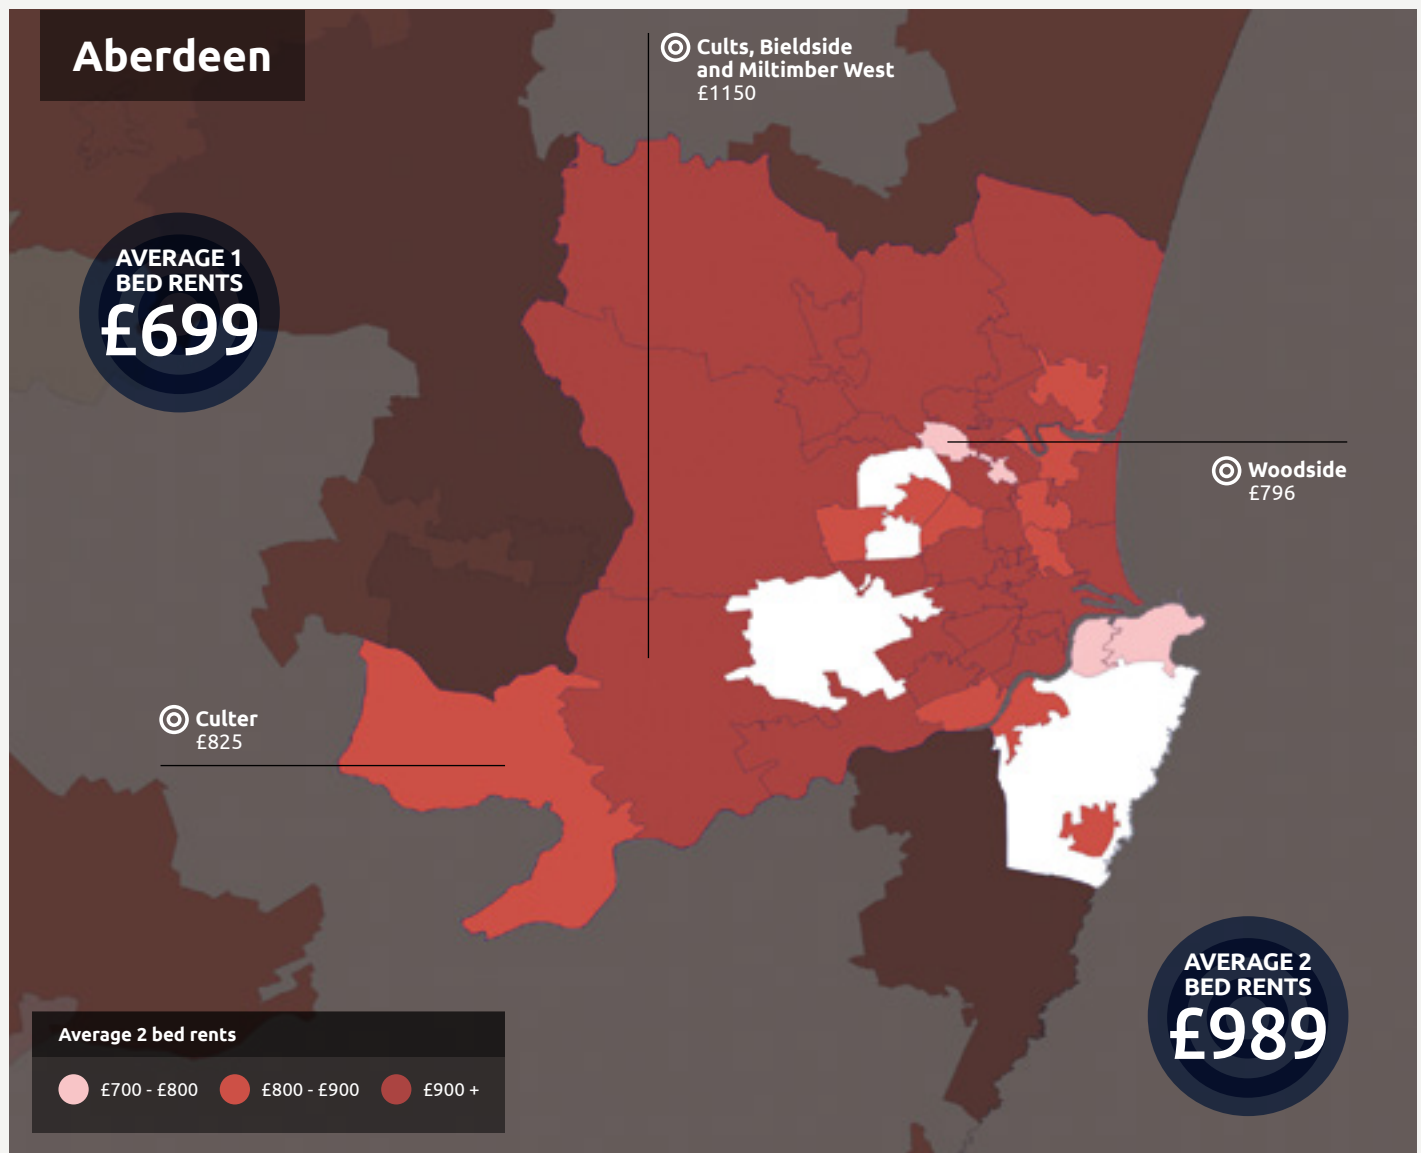 Aberdeen
Cults, Bieldside
and Miltimber West
£1150
AVERAGE 1
BED RENTS
£699
Woodside
£796
Culter
£825
AVERAGE 2
BED RENTS
£989
Average 2 bed rents
£700 - £800
£800 - £900
£900 +